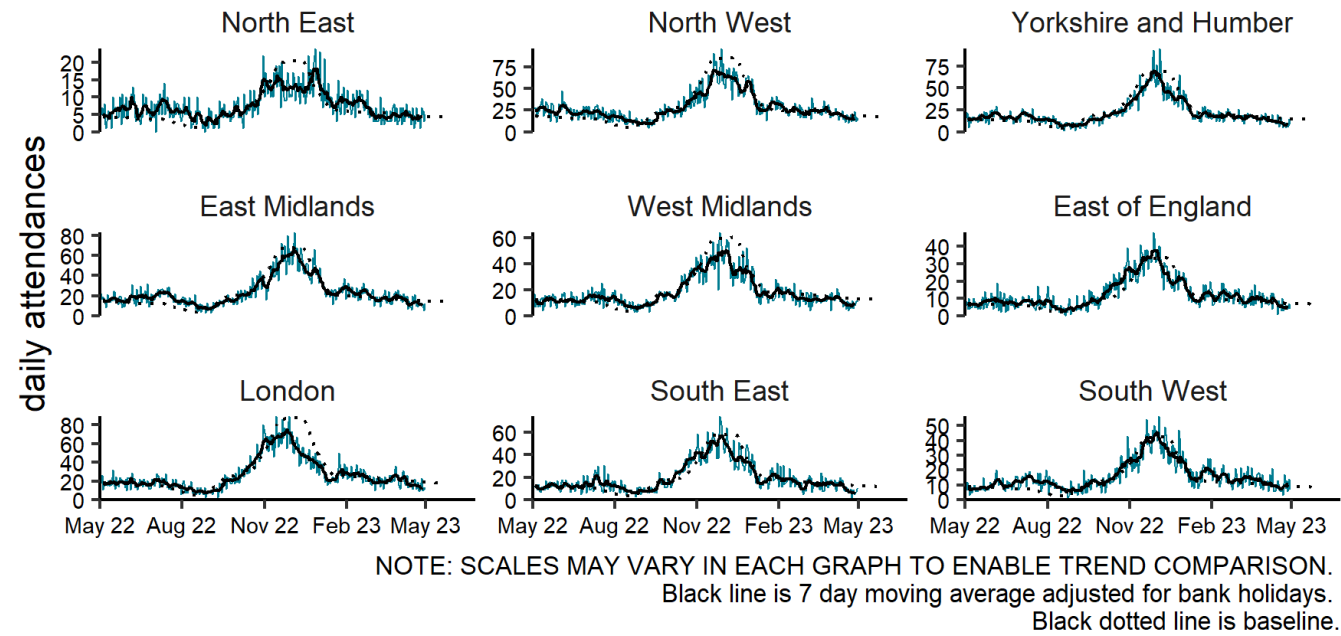 North East
North West
Yorkshire and Humber
20
15
10
5
0
75
50
25
0
75
50
25
0
daily attendances
East Midlands
West Midlands
East of England
80
60
40
20
0
60
40
20
0
40
30
20
10
0
London
South East
South West
80
60
40
20
0
60
40
20
0
50
40
30
20
10
0
May 22 Aug 22 Nov 22 Feb 23 May 23
May 22 Aug 22 Nov 22 Feb 23 May 23
May 22 Aug 22 Nov 22 Feb 23 May 23
NOTE: SCALES MAY VARY IN EACH GRAPH TO ENABLE TREND COMPARISON.
Black line is 7 day moving average adjusted for bank holidays.
Black dotted line is baseline.